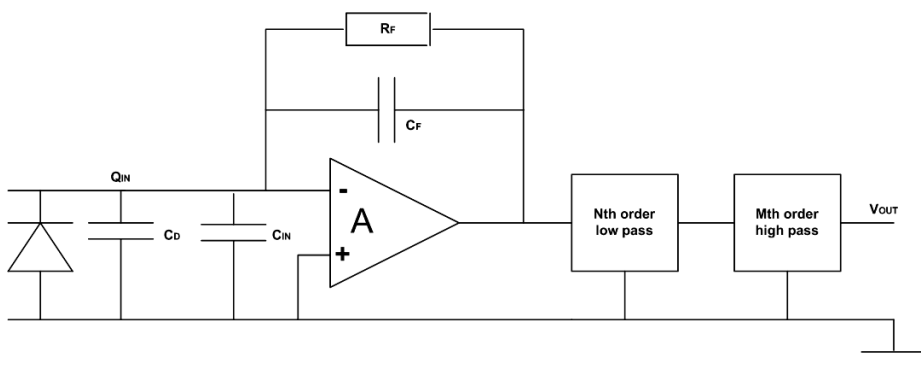 RF
CF
QIN
-
A
+
CD
CIN
Nth order
low pass
Mth order
high pass
VOUT